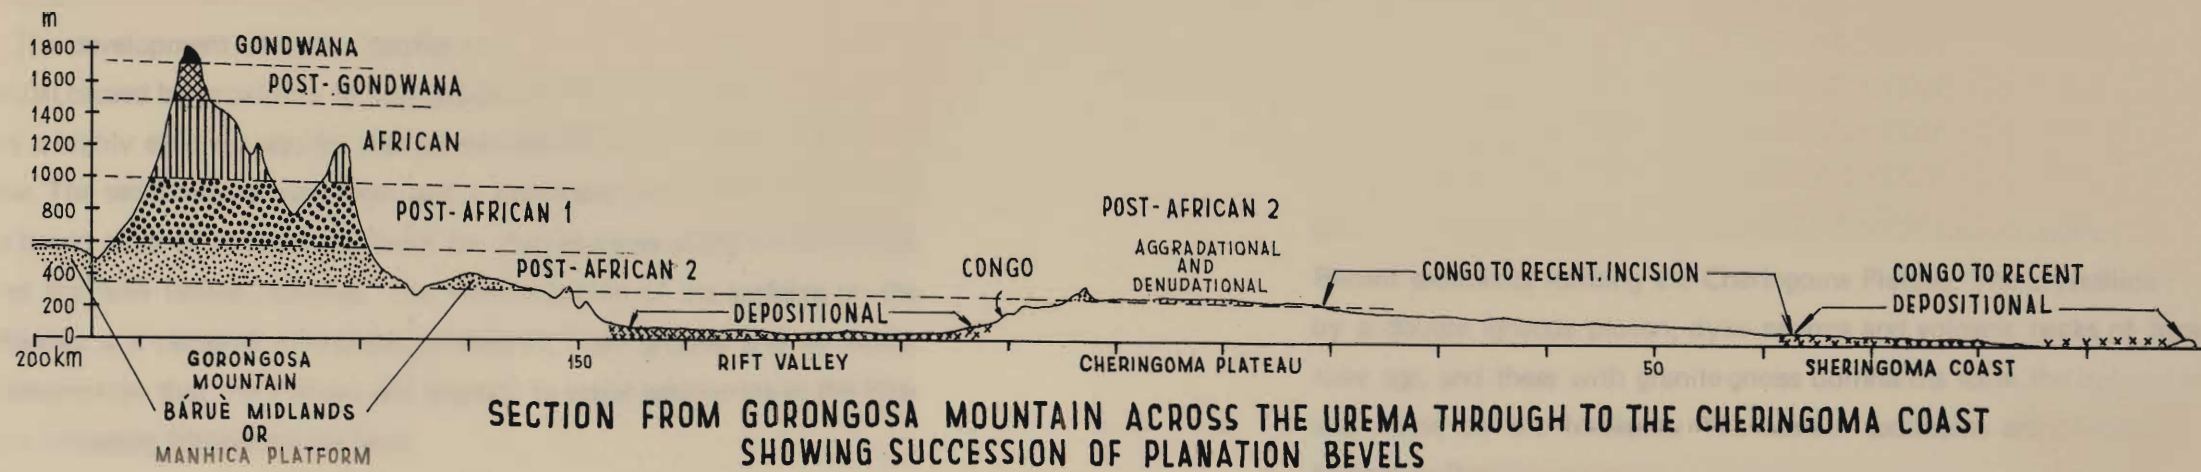 m
1800
1600
1400
1200
1000
800
400
200
0
GONDWANA
POST-GONDWANA
AFRICAN
POST-AFRICAN 1
POST-AFRICAN 2
CONGO
DEPOSITIONAL
POST-AFRICAN 2
AGGRADATIONAL
AND
DENUDATIONAL
CONGO TO RECENT. INCISION
CONGO TO RECENT
DEPOSITIONAL
200km
150
50
GORONGOSA
MOUNTAIN
RIFT VALLEY
CHERINGOMA PLATEAU
SHERINGOMA COAST
BÁRUÈ MIDLANDS
OR
MANHICA PLATFORM
SECTION FROM GORONGOSA MOUNTAIN ACROSS THE UREMA THROUGH TO THE CHERINGOMA COAST
SHOWING SUCCESSION OF PLANATION BEVELS